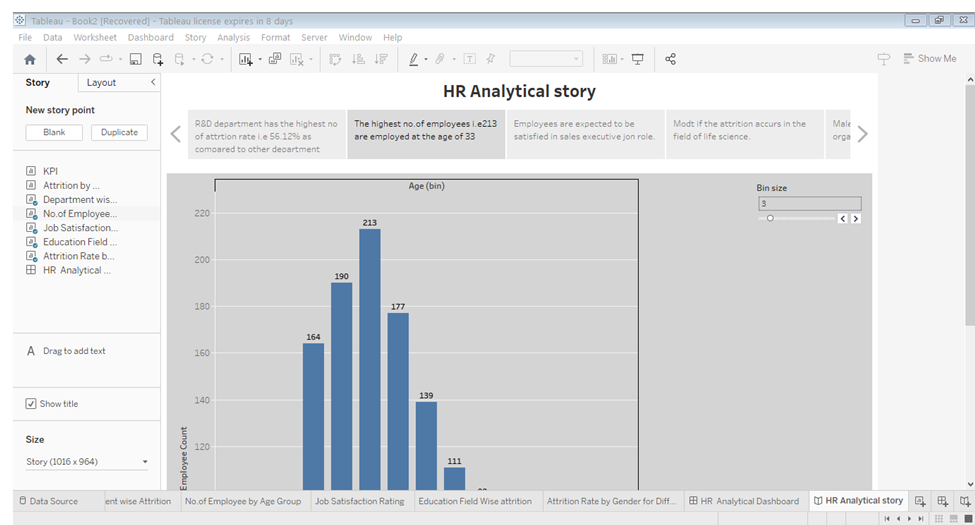 Tableau - Book2 [Recovered] - Tableau license expires in 8 days
File Data Worksheet Dashboard Story Analysis Format Server Window Help
Show Me
Story Layout
New story point
Blank Duplicate
KPI
Attrition by ...
Department wis...
No.of Employee...
Job Satisfaction...
Education Field ...
Attrition Rate b...
HR Analytical ...
A Drag to add text
Show title
Size
Story (1016 x 964)
HR Analytical story
R&D department has the highest no
of attrtion rate i.e 56.12% as
compared to other department
The highest no.of employees i.e213
are employed at the age of 33
Employees are expected to be
satisfied in sales executive jon role.
Modt if the attrition accurs in the
field of life science.
Male
orga
Age (bin)
Bin size
3
220
200
180
160
140
120
Employee Count
164
190
213
177
139
111
Data Source ent wise Attrition No.of Employee by Age Group Job Satisfaction Rating Education Field Wise attrition Attrition Rate by Gender for Diff... HR Analytical Dashboard HR Analytical story